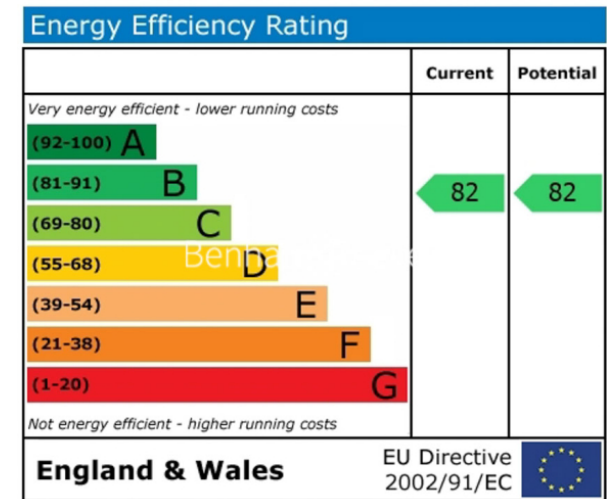 Energy Efficiency Rating
Current Potential
Very energy efficient - lower running costs
(92-100) A
(81-91) B
82 82
(69-80) C
(55-68) D
(39-54) E
(21-38) F
(1-20) G
Not energy efficient - higher running costs
England & Wales
EU Directive
2002/91/EC